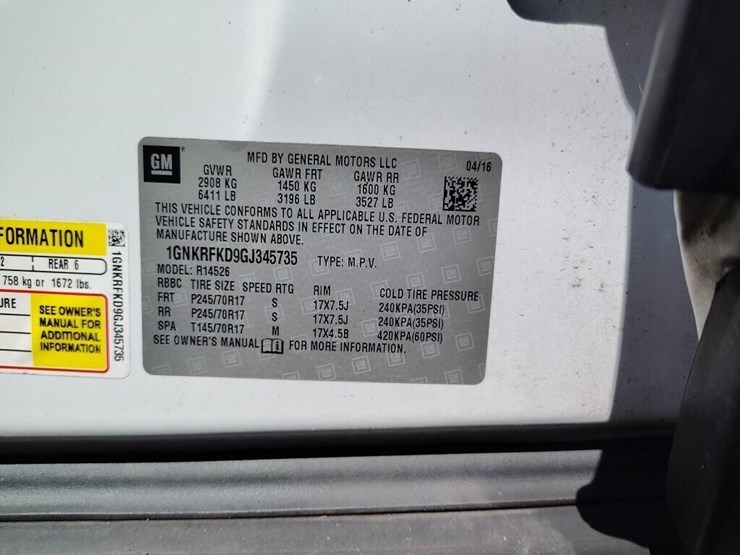 GM
MFD BY GENERAL MOTORS LLC 04/16
GVWR GAWR FRT GAWR RR
2908 KG 1450 KG 1600 KG
6411 LB 3196 LB 3527 LB
THIS VEHICLE CONFORMS TO ALL APPLICABLE U.S. FEDERAL MOTOR
VEHICLE SAFETY STANDARDS IN EFFECT ON THE DATE OF
MANUFACTURE SHOWN ABOVE.
1GNKRFKD9GJ345735 TYPE: M.P.V.
MODEL: R14526
RBBC TIRE SIZE SPEED RTG RIM COLD TIRE PRESSURE
FRT P245/70R17 S 17X7.5J 240KPA(35PSI)
RR P245/70R17 S 17X7.5J 240KPA(35PSI)
SPA T145/70R17 M 17X4.5B 420KPA(60PSI)
SEE OWNER'S MANUAL i FOR MORE INFORMATION.
FORMATION
2 REAR 6
758 kg or 1672 lbs.
URE
SEE OWNER'S
MANUAL FOR
ADDITIONAL
INFORMATION
1GNKRFKD9GJ345735